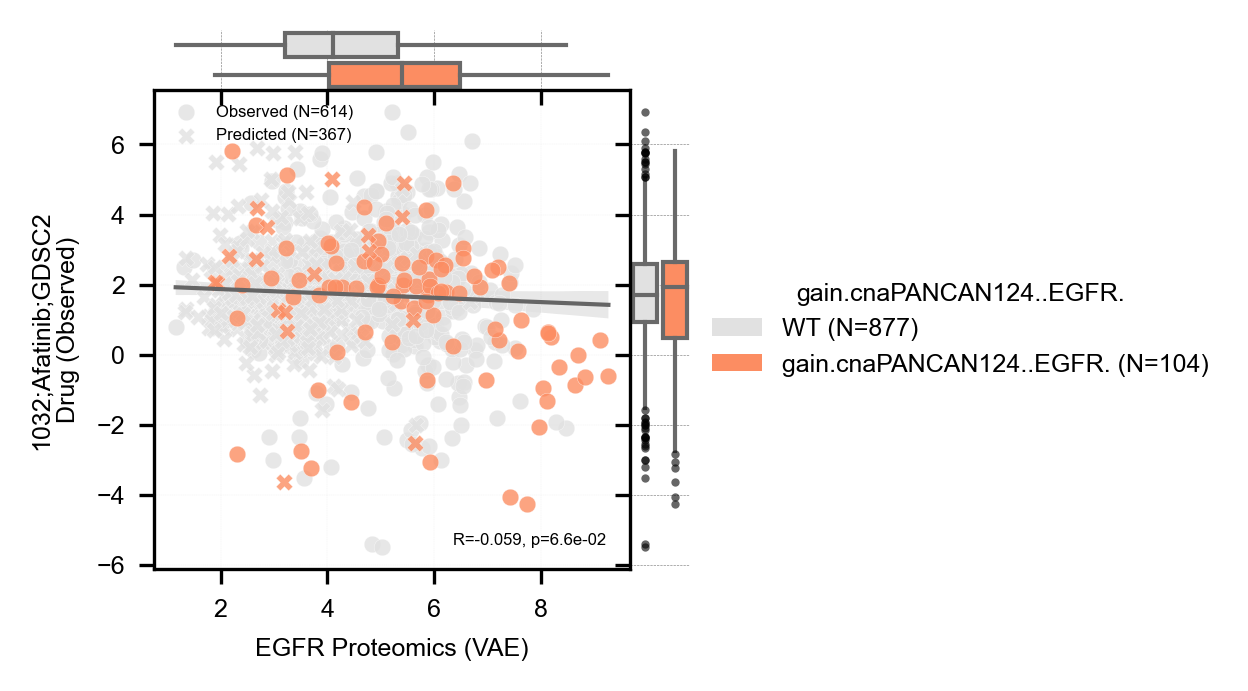 Observed (N=614)
Predicted (N=367)
6
4
2
0
−2
−4
−6
1032;Afatinib;GDSC2
Drug (Observed)
R=-0.059, p=6.6e-02
2
4
6
8
EGFR Proteomics (VAE)
gain.cnaPANCAN124..EGFR.
WT (N=877)
gain.cnaPANCAN124..EGFR. (N=104)